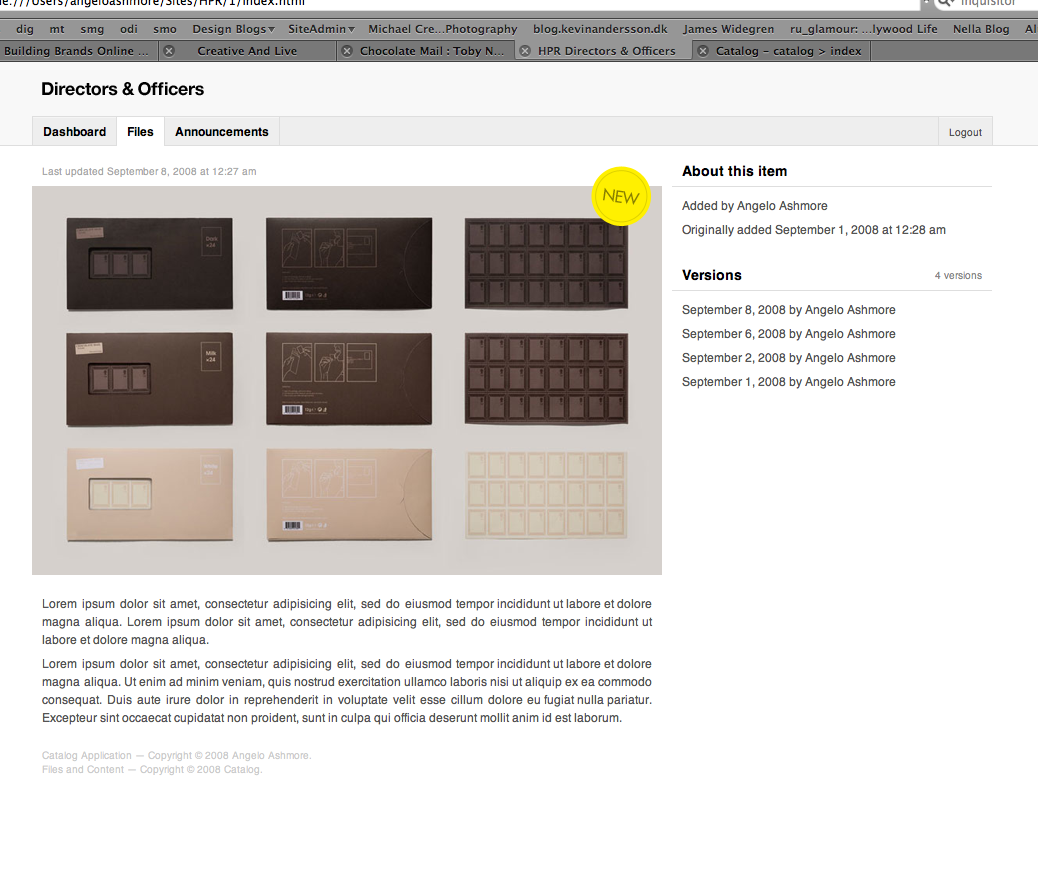 le:///Users/angeloashmore/Sites/HPR/1/index.html
Inquisitor
dig mt smg odi smo Design Blogs SiteAdmin Michael Cre...Photography blog.kevinandersson.dk James Widegren ru_glamour: ...lywood Life Nella Blog Al
Building Brands Online ... Creative And Live Chocolate Mail : Toby N... HPR Directors & Officers Catalog – catalog > index
Directors & Officers
Dashboard Files Announcements Logout
Last updated September 8, 2008 at 12:27 am
NEW
Dark
x24
Milk
x24
White
x24
Lorem ipsum dolor sit amet, consectetur adipisicing elit, sed do eiusmod tempor incididunt ut labore et dolore
magna aliqua. Lorem ipsum dolor sit amet, consectetur adipisicing elit, sed do eiusmod tempor incididunt ut
labore et dolore magna aliqua.
Lorem ipsum dolor sit amet, consectetur adipisicing elit, sed do eiusmod tempor incididunt ut labore et dolore
magna aliqua. Ut enim ad minim veniam, quis nostrud exercitation ullamco laboris nisi ut aliquip ex ea commodo
consequat. Duis aute irure dolor in reprehenderit in voluptate velit esse cillum dolore eu fugiat nulla pariatur.
Excepteur sint occaecat cupidatat non proident, sunt in culpa qui officia deserunt mollit anim id est laborum.
Catalog Application — Copyright © 2008 Angelo Ashmore.
Files and Content — Copyright © 2008 Catalog.
About this item
Added by Angelo Ashmore
Originally added September 1, 2008 at 12:28 am
Versions 4 versions
September 8, 2008 by Angelo Ashmore
September 6, 2008 by Angelo Ashmore
September 2, 2008 by Angelo Ashmore
September 1, 2008 by Angelo Ashmore